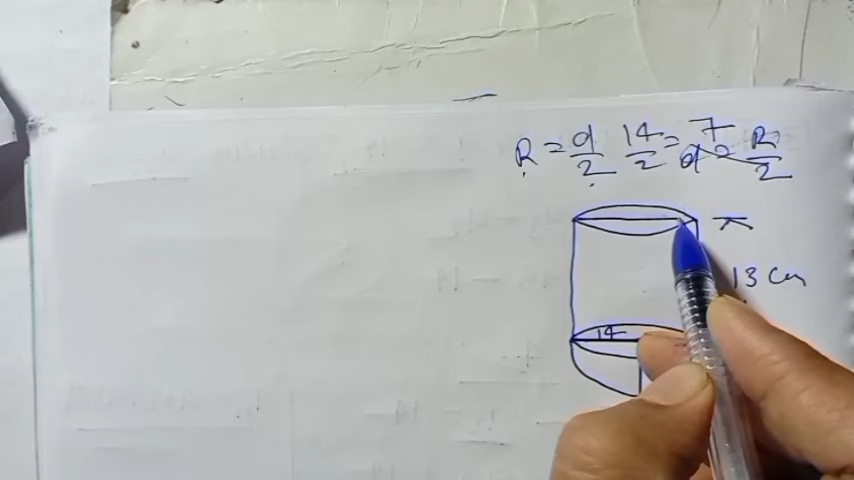 R = d/2 14/2 = 7
13 cm
14